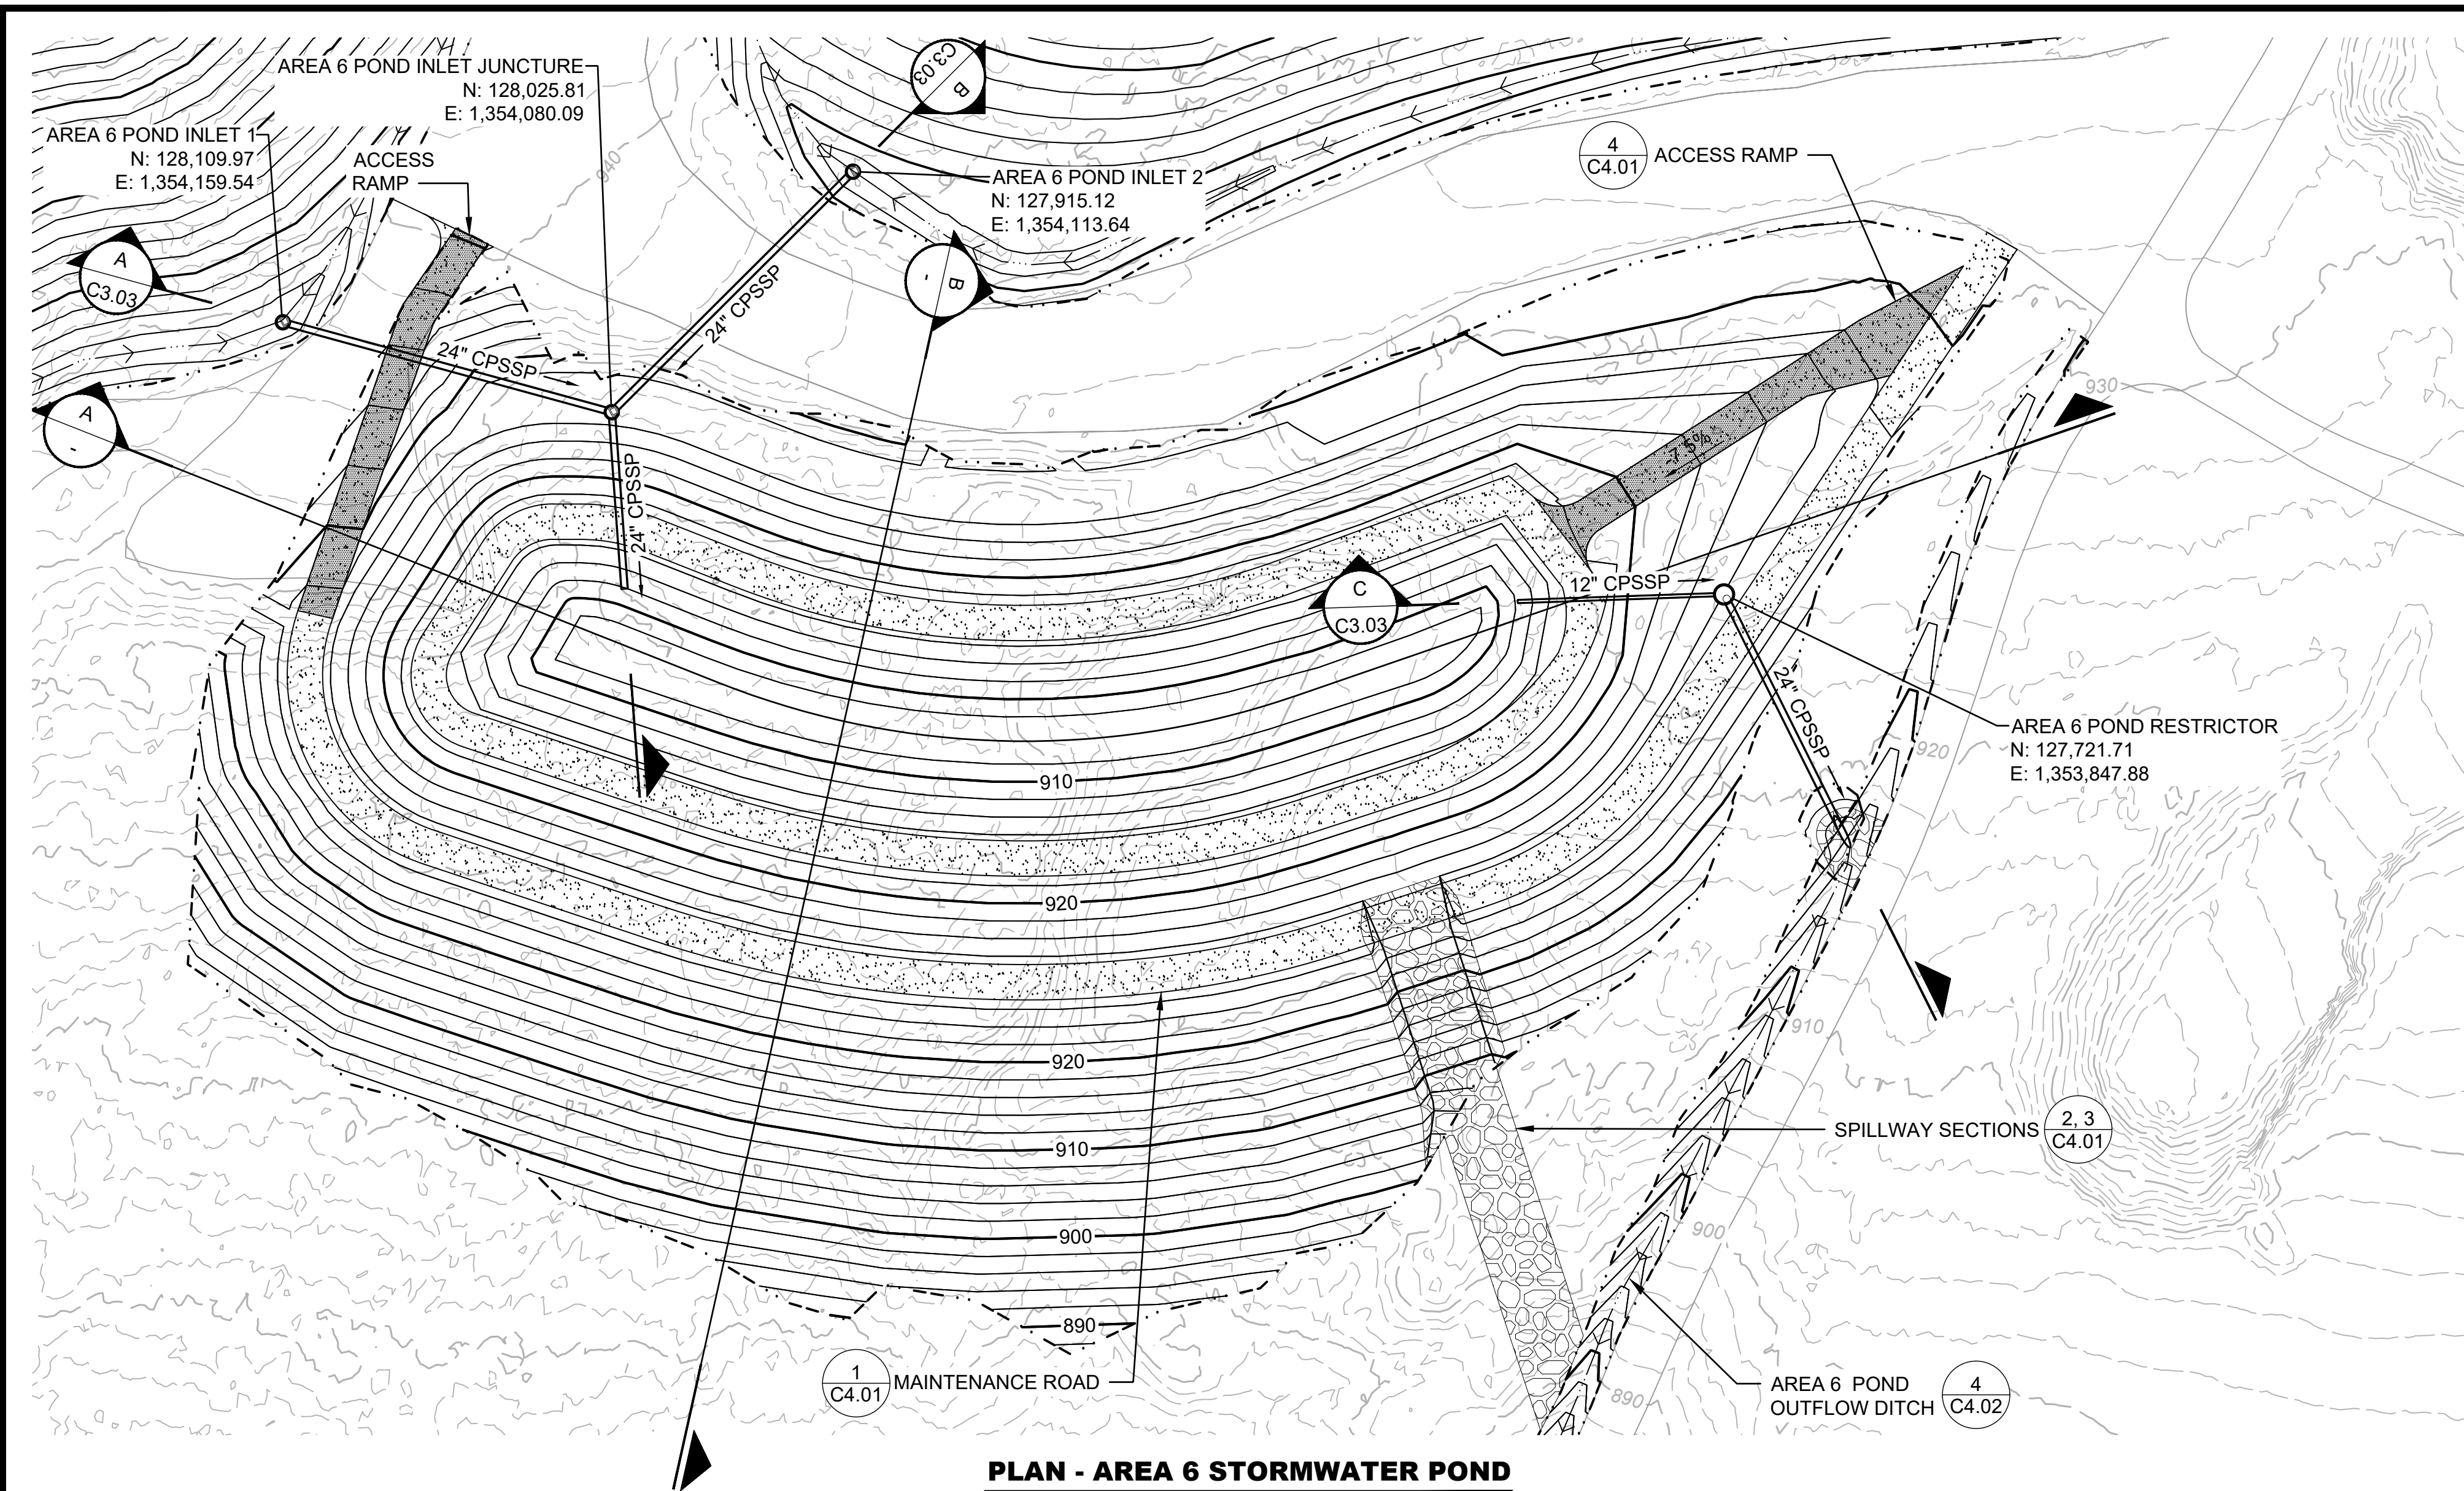 AREA 6 POND INLET JUNCTURE
N: 128,025.81
E: 1,354,080.09
AREA 6 POND INLET 1
N: 128,109.97
E: 1,354,159.54
ACCESS
RAMP
940
C3.03
B
AREA 6 POND INLET 2
N: 127,915.12
E: 1,354,113.64
4
C4.01
ACCESS RAMP
A
C3.03
B
-
24" CPSSP
24" CPSSP
A
-
930
24" CPSSP
7.5%
C
C3.03
12" CPSSP
24" CPSSP
AREA 6 POND RESTRICTOR
N: 127,721.71
E: 1,353,847.88
920
910
920
910
920
910
900
890
SPILLWAY SECTIONS
2, 3
C4.01
900
890
1
C4.01
MAINTENANCE ROAD
AREA 6 POND
OUTFLOW DITCH
4
C4.02
PLAN - AREA 6 STORMWATER POND